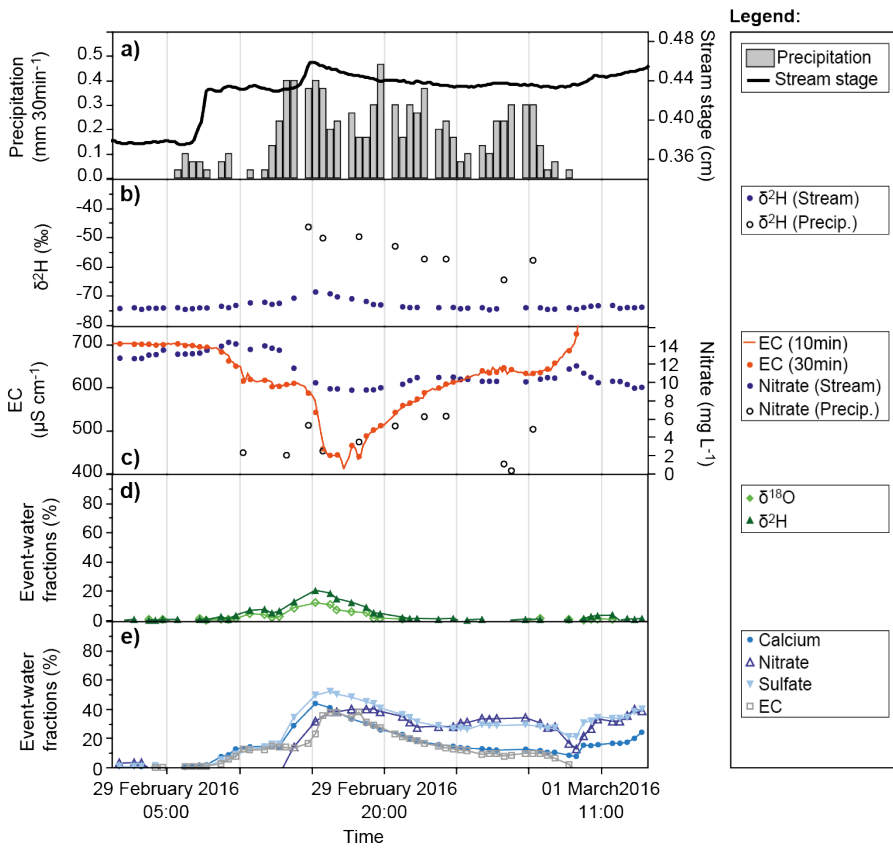 Legend:
a)
0.6
0.5
0.4
0.3
0.2
0.1
0.0
Precipitation
(mm 30min-1)
0.48
0.44
0.40
0.36
Stream stage
(cm)
Precipitation
Stream stage
b)
-40
-50
-60
-70
-80
δ²H (‰)
δ²H (Stream)
δ²H (Precip.)
700
600
500
400
EC
(µS cm-1)
c)
16
14
12
10
8
6
4
2
0
Nitrate (mg L-1)
EC (10min)
EC (30min)
Nitrate (Stream)
Nitrate (Precip.)
d)
80
60
40
20
0
Event-water
fractions (%)
δ¹⁸O
δ²H
e)
80
60
40
20
0
Event-water
fractions (%)
Calcium
Nitrate
Sulfate
EC
29 February 2016
05:00
29 February 2016
20:00
01 March2016
11:00
Time